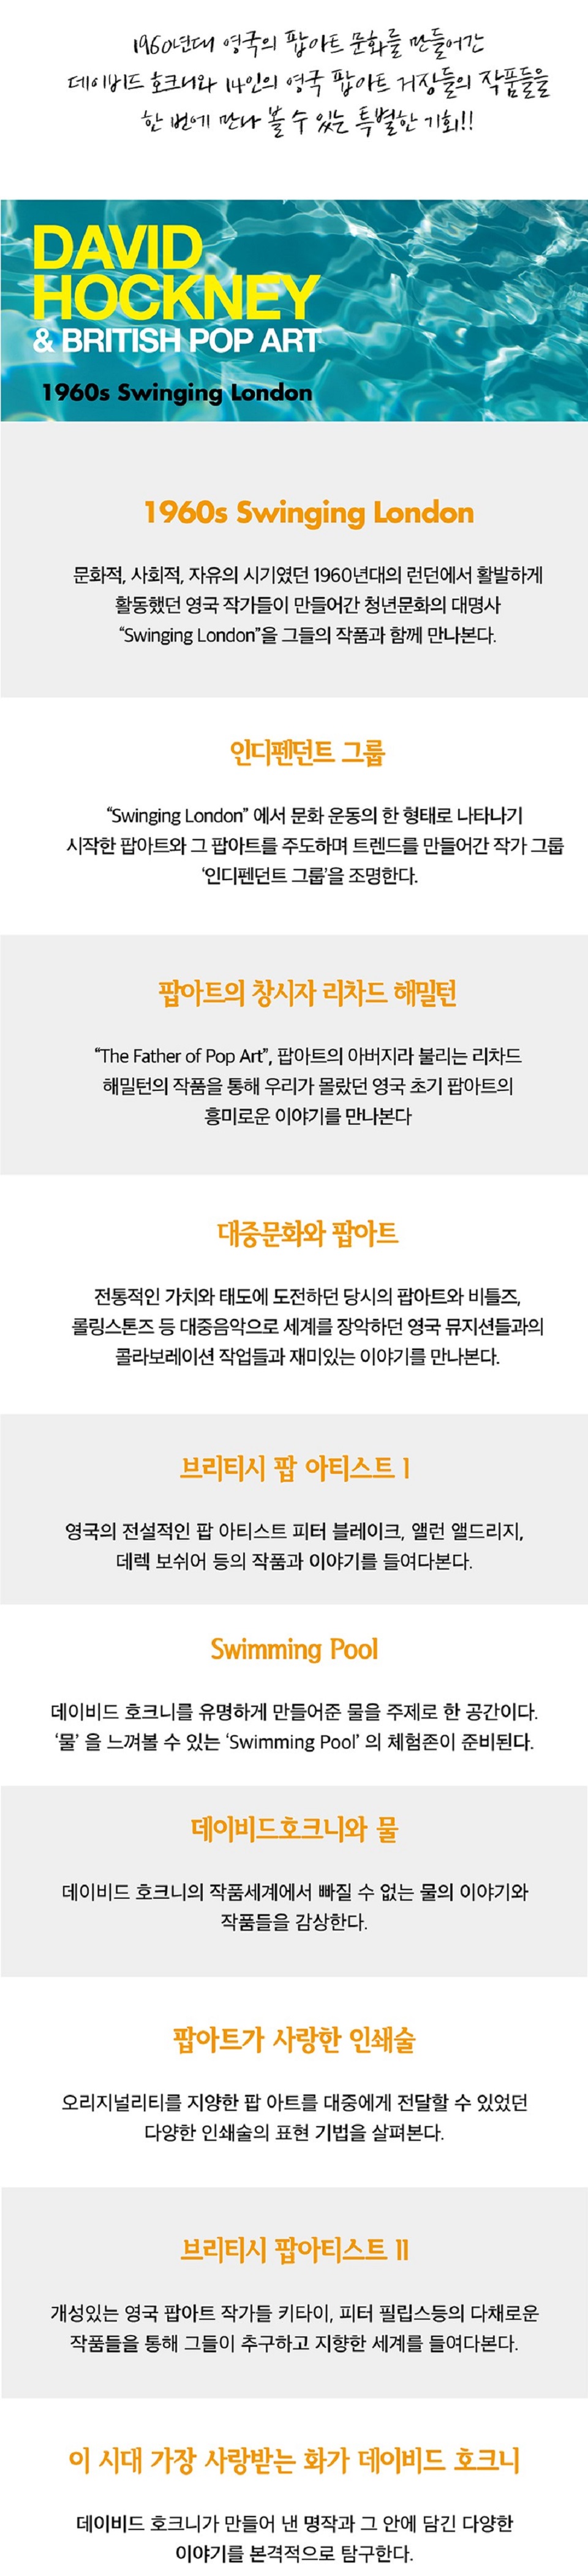 1960년대 영국의 팝아트 문화를 만들어간
데이비드 호크니와 14인의 영국 팝아트 거장들의 작품들을
한 번에 만나 볼 수 있는 특별한 기회!!
DAVID
HOCKNEY
& BRITISH POP ART
1960s Swinging London
1960s Swinging London
문화적, 사회적, 자유의 시기였던 1960년대의 런던에서 활발하게
활동했던 영국 작가들이 만들어간 청년문화의 대명사
“Swinging London”을 그들의 작품과 함께 만나본다.
인디펜던트 그룹
“Swinging London” 에서 문화 운동의 한 형태로 나타나기
시작한 팝아트와 그 팝아트를 주도하며 트렌드를 만들어간 작가 그룹
‘인디펜던트 그룹’을 조명한다.
팝아트의 창시자 리차드 해밀턴
“The Father of Pop Art”, 팝아트의 아버지라 불리는 리차드
해밀턴의 작품을 통해 우리가 몰랐던 영국 초기 팝아트의
흥미로운 이야기를 만나본다
대중문화와 팝아트
전통적인 가치와 태도에 도전하던 당시의 팝아트와 비틀즈,
롤링스톤즈 등 대중음악으로 세계를 장악하던 영국 뮤지션들과의
콜라보레이션 작업들과 재미있는 이야기를 만나본다.
브리티시 팝 아티스트 I
영국의 전설적인 팝 아티스트 피터 블레이크, 앨런 앨드리지,
데렉 보쉬어 등의 작품과 이야기를 들여다본다.
Swimming Pool
데이비드 호크니를 유명하게 만들어준 물을 주제로 한 공간이다.
‘물’ 을 느껴볼 수 있는 ‘Swimming Pool’ 의 체험존이 준비된다.
데이비드호크니와 물
데이비드 호크니의 작품세계에서 빠질 수 없는 물의 이야기와
작품들을 감상한다.
팝아트가 사랑한 인쇄술
오리지널리티를 지양한 팝 아트를 대중에게 전달할 수 있었던
다양한 인쇄술의 표현 기법을 살펴본다.
브리티시 팝아티스트 II
개성있는 영국 팝아트 작가들 키타이, 피터 필립스등의 다채로운
작품들을 통해 그들이 추구하고 지향한 세계를 들여다본다.
이 시대 가장 사랑받는 화가 데이비드 호크니
데이비드 호크니가 만들어 낸 명작과 그 안에 담긴 다양한
이야기를 본격적으로 탐구한다.